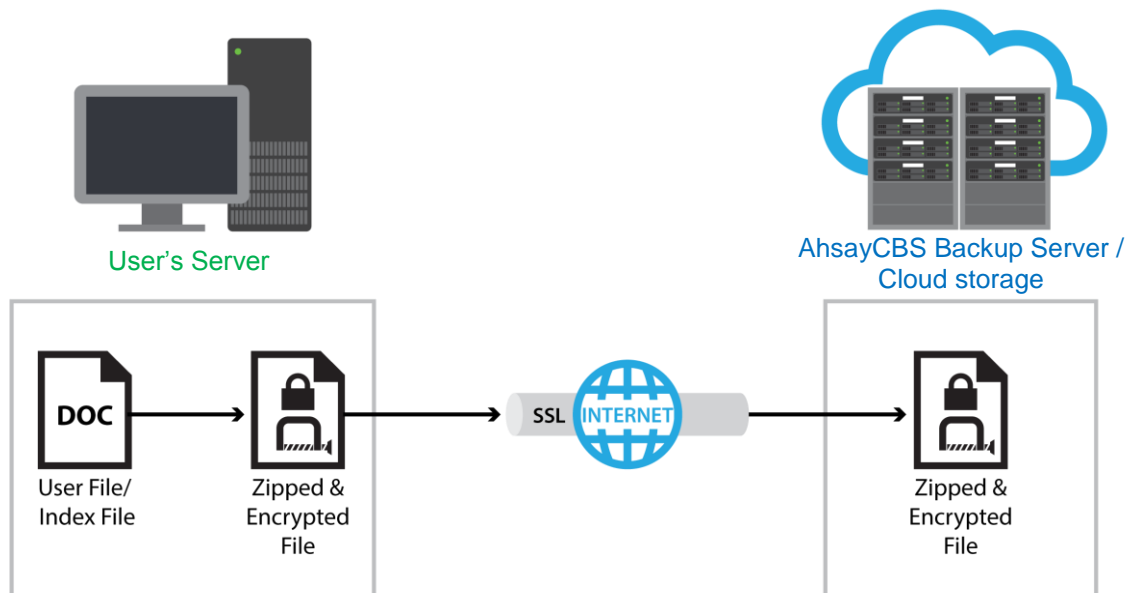 User’s Server
AhsayCBS Backup Server /
Cloud storage
DOC
User File/
Index File
Zipped &
Encrypted
File
SSL
INTERNET
Zipped &
Encrypted
File